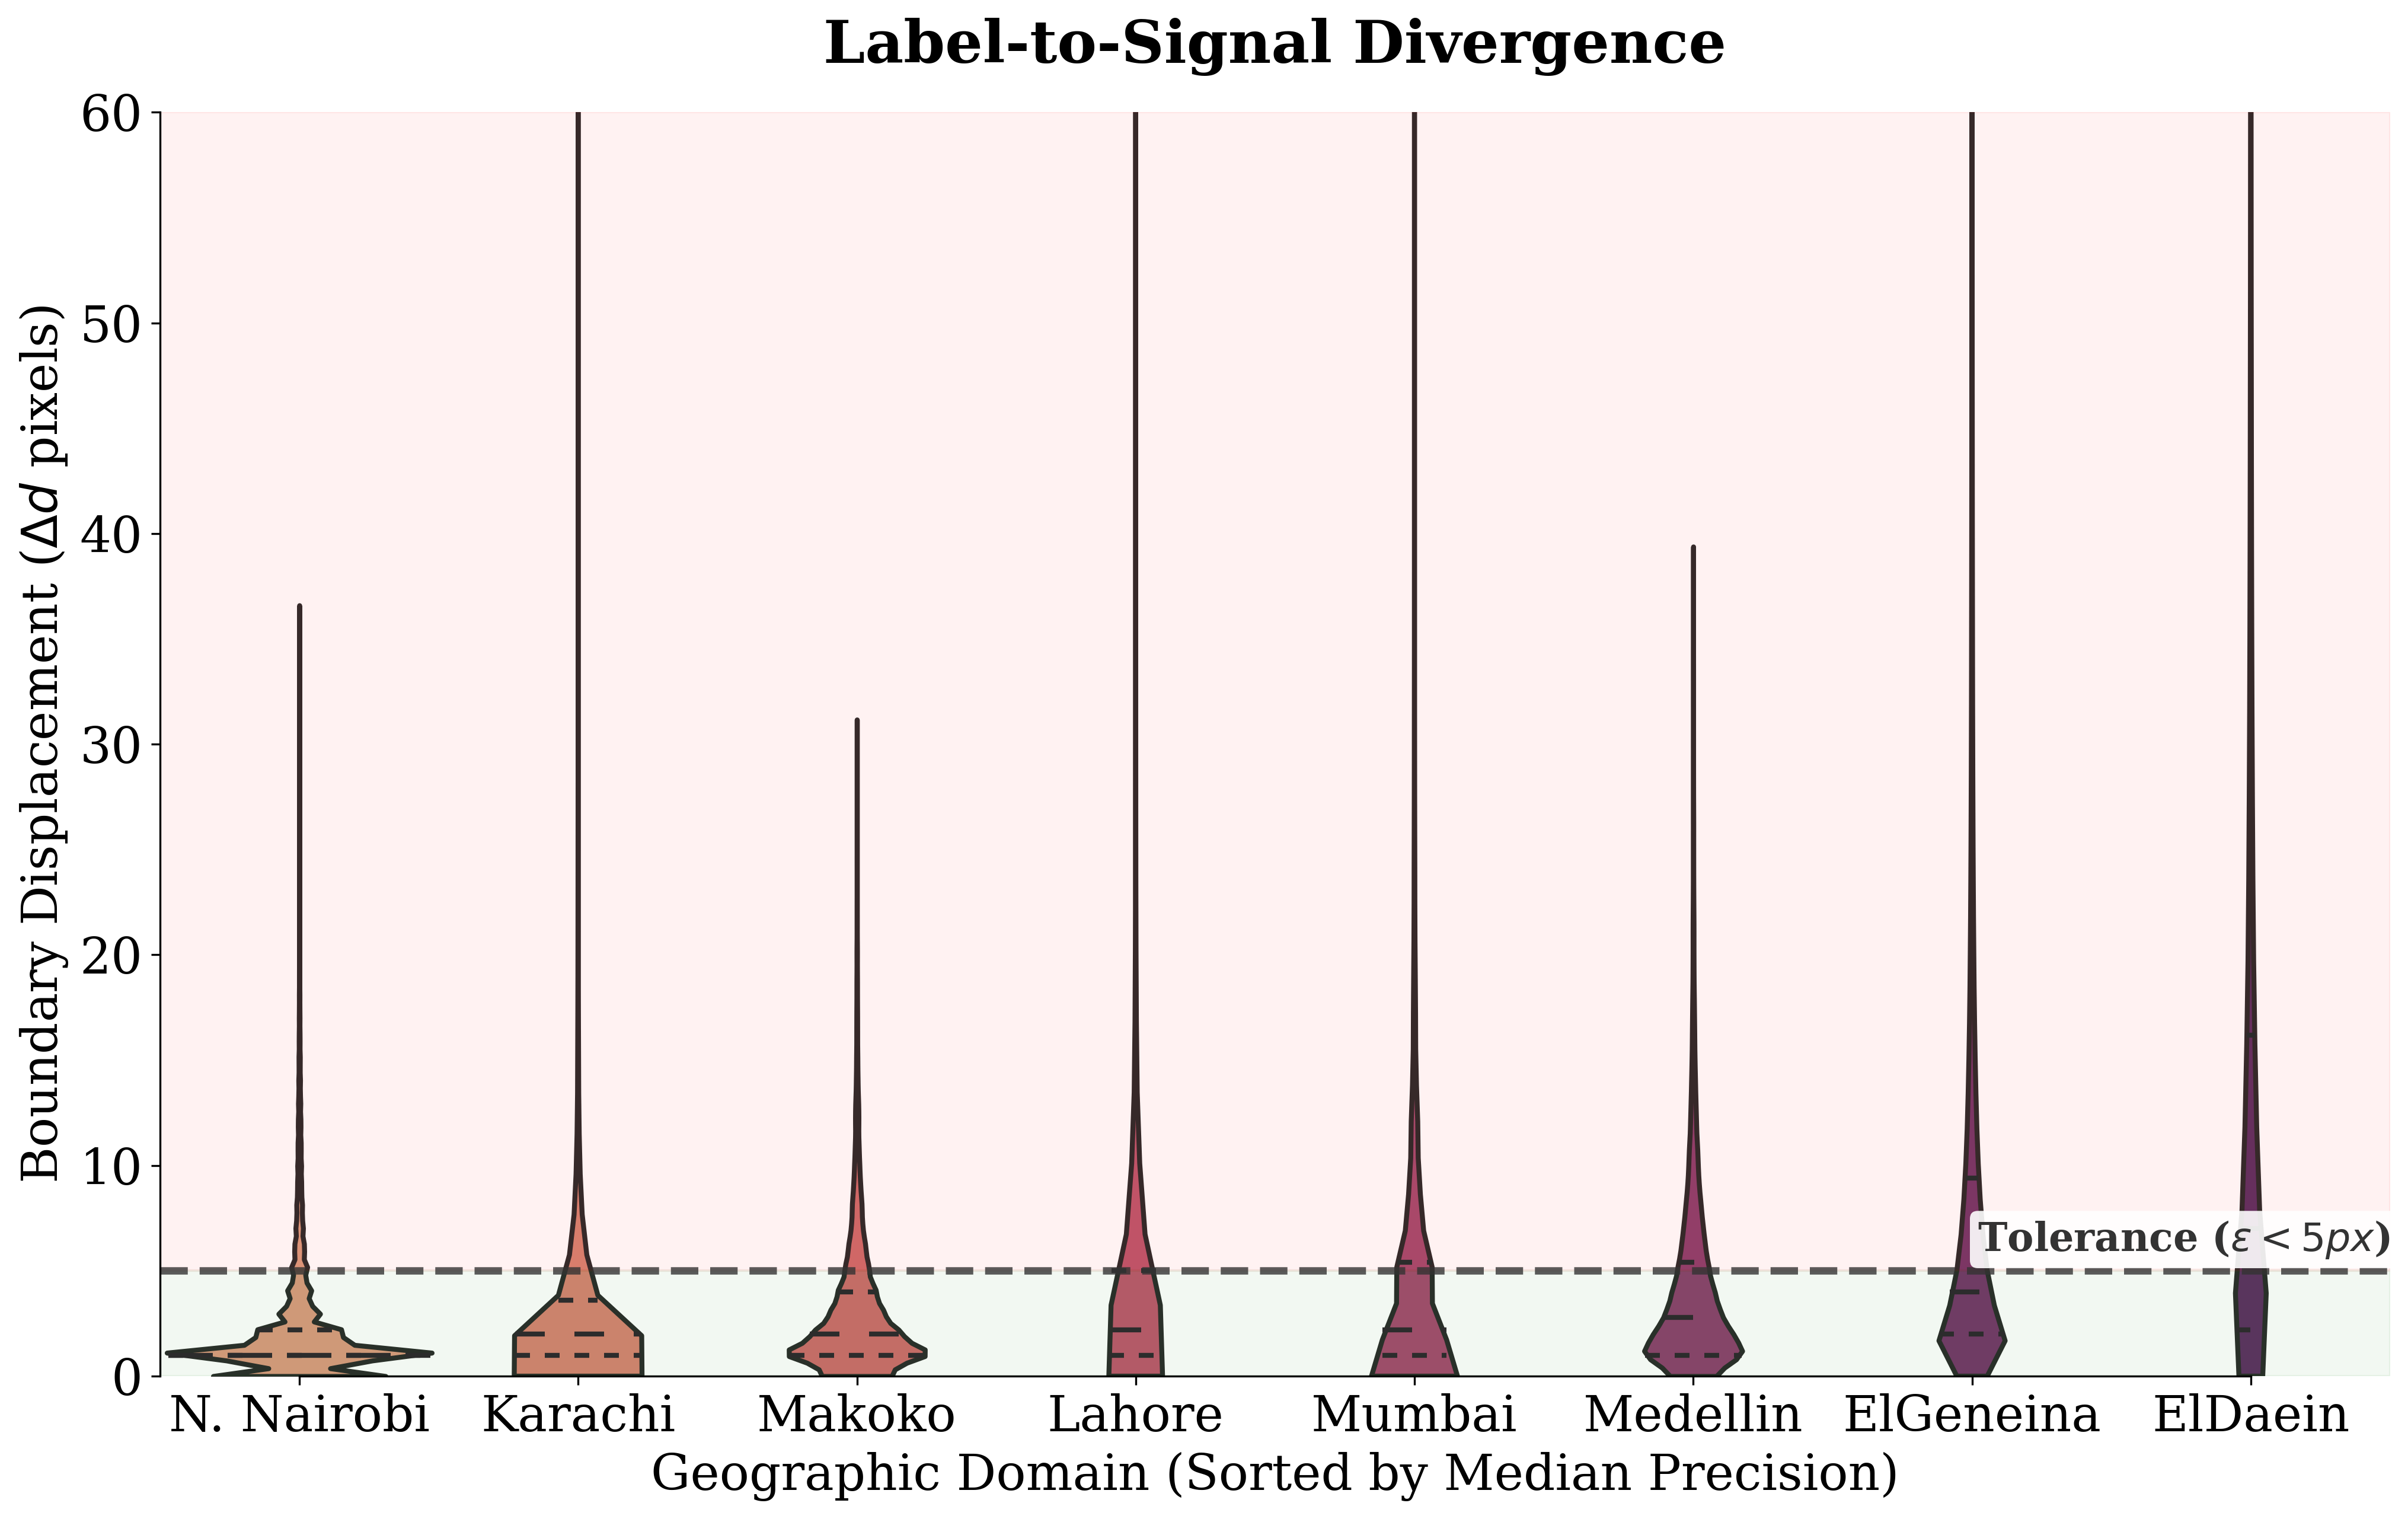 Label-to-Signal Divergence
Boundary Displacement (Δd pixels)
60
50
40
30
20
10
0
Tolerance (ε < 5px)
N. Nairobi Karachi Makoko Lahore Mumbai Medellin ElGeneina ElDaein
Geographic Domain (Sorted by Median Precision)